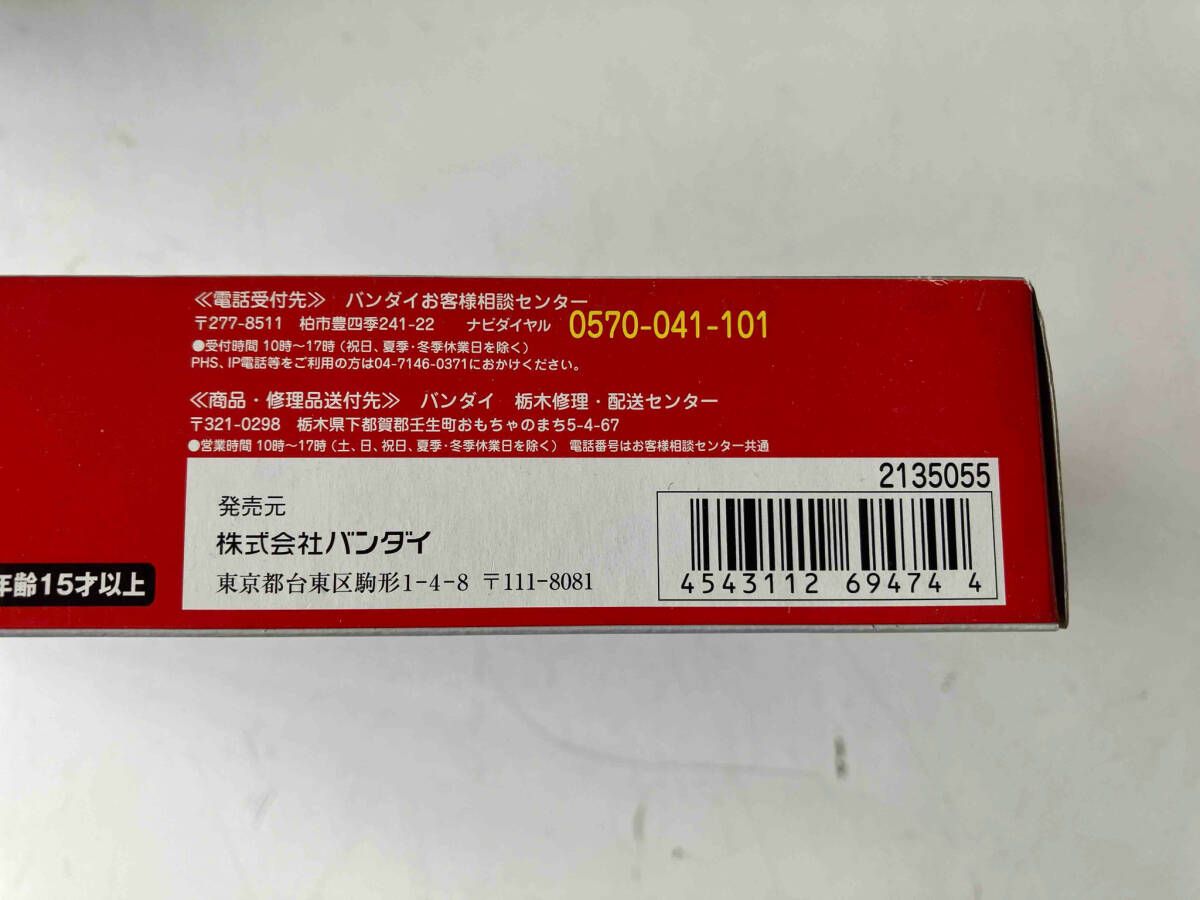 ≪電話受付先≫ バンダイお客様相談センター
〒277-8511 柏市豊四季241-22 ナビダイヤル 0570-041-101
●受付時間 10時～17時(祝日、夏季・冬季休業日を除く)
PHS、IP電話等をご利用の方は04-7146-0371におかけください。
≪商品・修理品送付先≫ バンダイ 栃木修理・配送センター
〒321-0298 栃木県下都賀郡壬生町おもちゃのまち5-4-67
●営業時間 10時～17時(土、日、祝日、夏季・冬季休業日を除く) 電話番号はお客様相談センター共通
2135055
発売元
株式会社バンダイ
東京都台東区駒形1-4-8 〒111-8081
4543112 694744
年齢15才以上